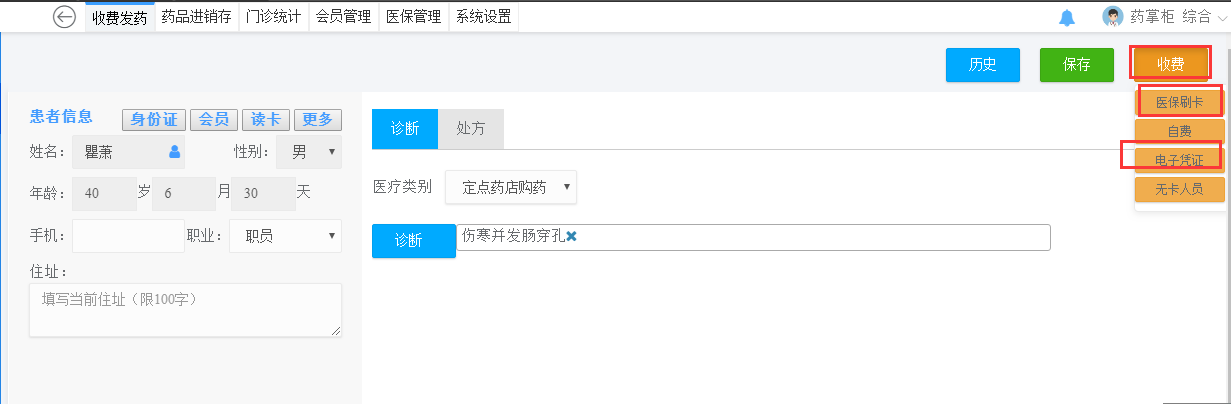 收费发药 药品进销存 门诊统计 会员管理 医保管理 系统设置 药掌柜 综合
历史 保存 收费
医保刷卡
自费
电子凭证
无卡人员
患者信息 身份证 会员 读卡 更多
姓名： 瞿萧 性别： 男
年龄： 40 岁 6 月 30 天
手机： 职业： 职员
住址：
填写当前住址（限100字）
诊断 处方
医疗类别 定点药店购药
诊断 伤寒并发肠穿孔